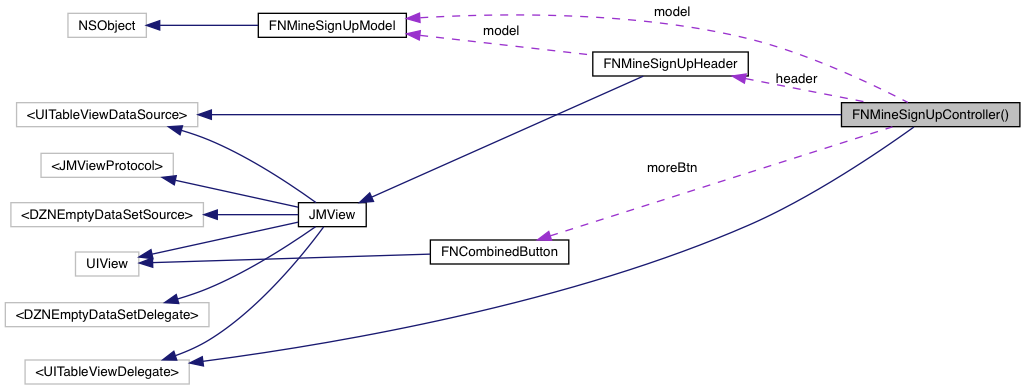 model
NSObject
FNMineSignUpModel
model
FNMineSignUpHeader
header
<UITableViewDataSource>
FNMineSignUpController()
<JMViewProtocol>
moreBtn
<DZNEmptyDataSetSource>
JMView
FNCombinedButton
UIView
<DZNEmptyDataSetDelegate>
<UITableViewDelegate>